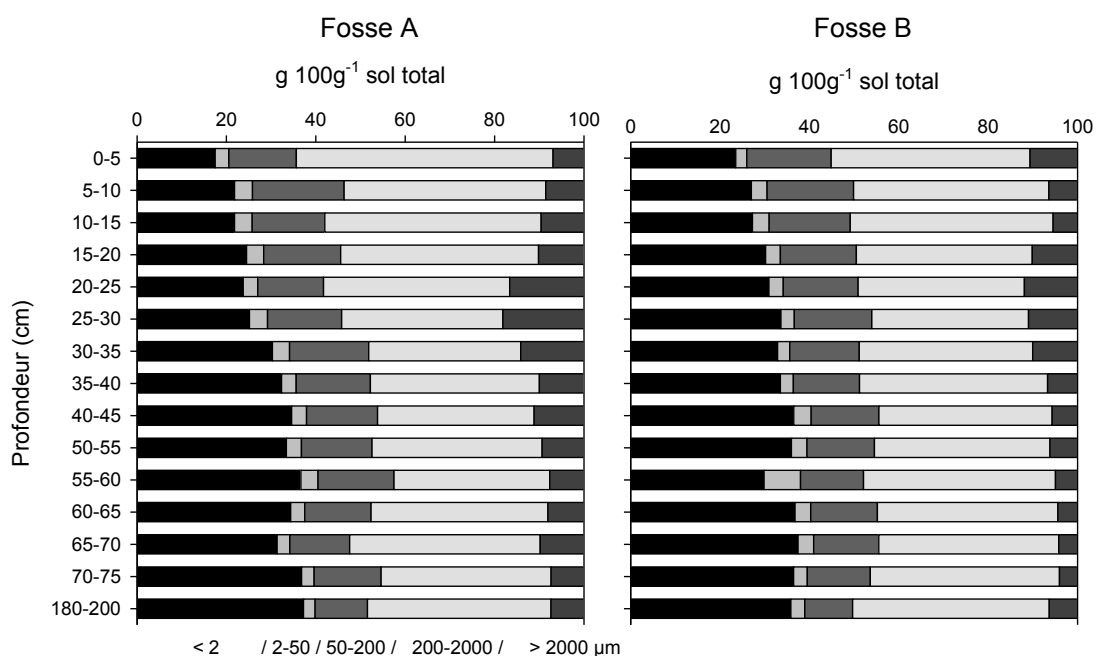 Fosse A
Fosse B
g 100g-1 sol total
g 100g-1 sol total
0 20 40 60 80 100
0 20 40 60 80 100
Profondeur (cm)
0-5
5-10
10-15
15-20
20-25
25-30
30-35
35-40
40-45
50-55
55-60
60-65
65-70
70-75
180-200
< 2 / 2-50 / 50-200 / 200-2000 / > 2000 µm